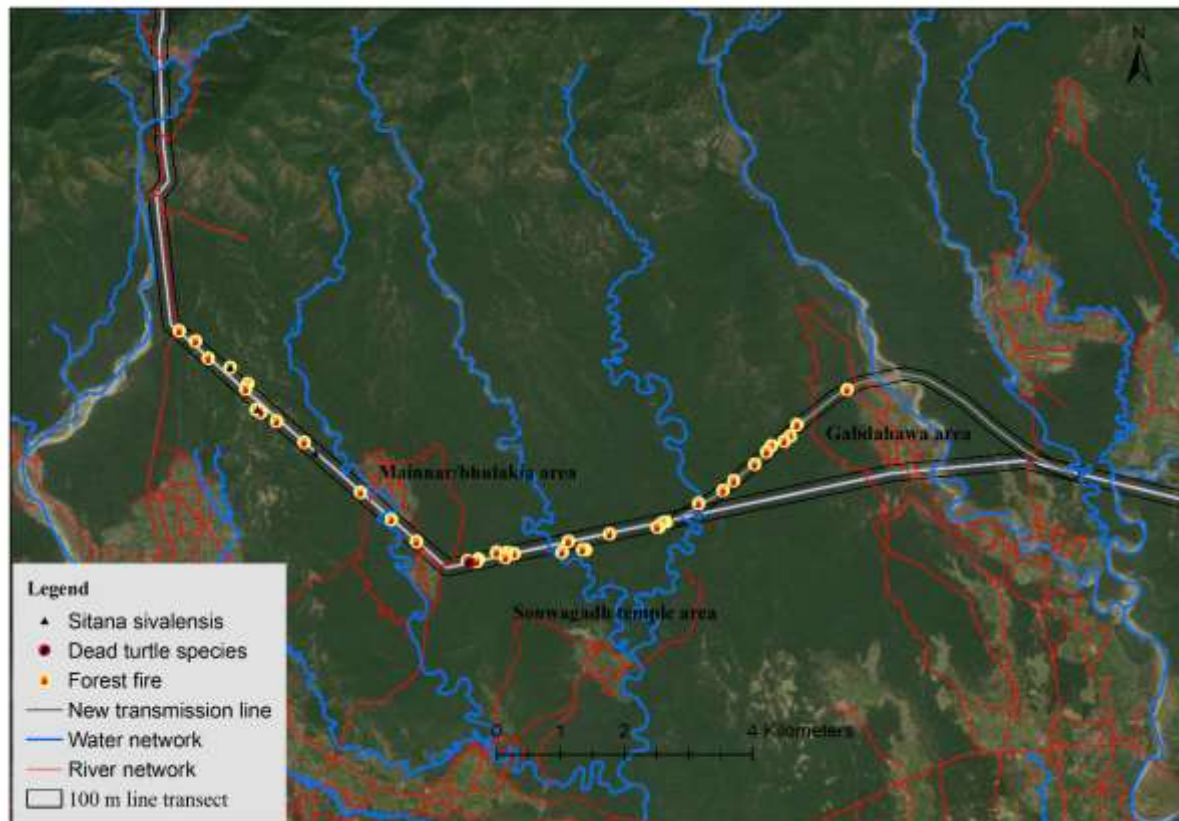 N
Gabdahawa area
Mainnar/bhulakia area
Sonwagadh temple area
0 2 4 Kilometers
Legend
Sitana sivalensis
Dead turtle species
Forest fire
New transmission line
Water network
River network
100 m line transect